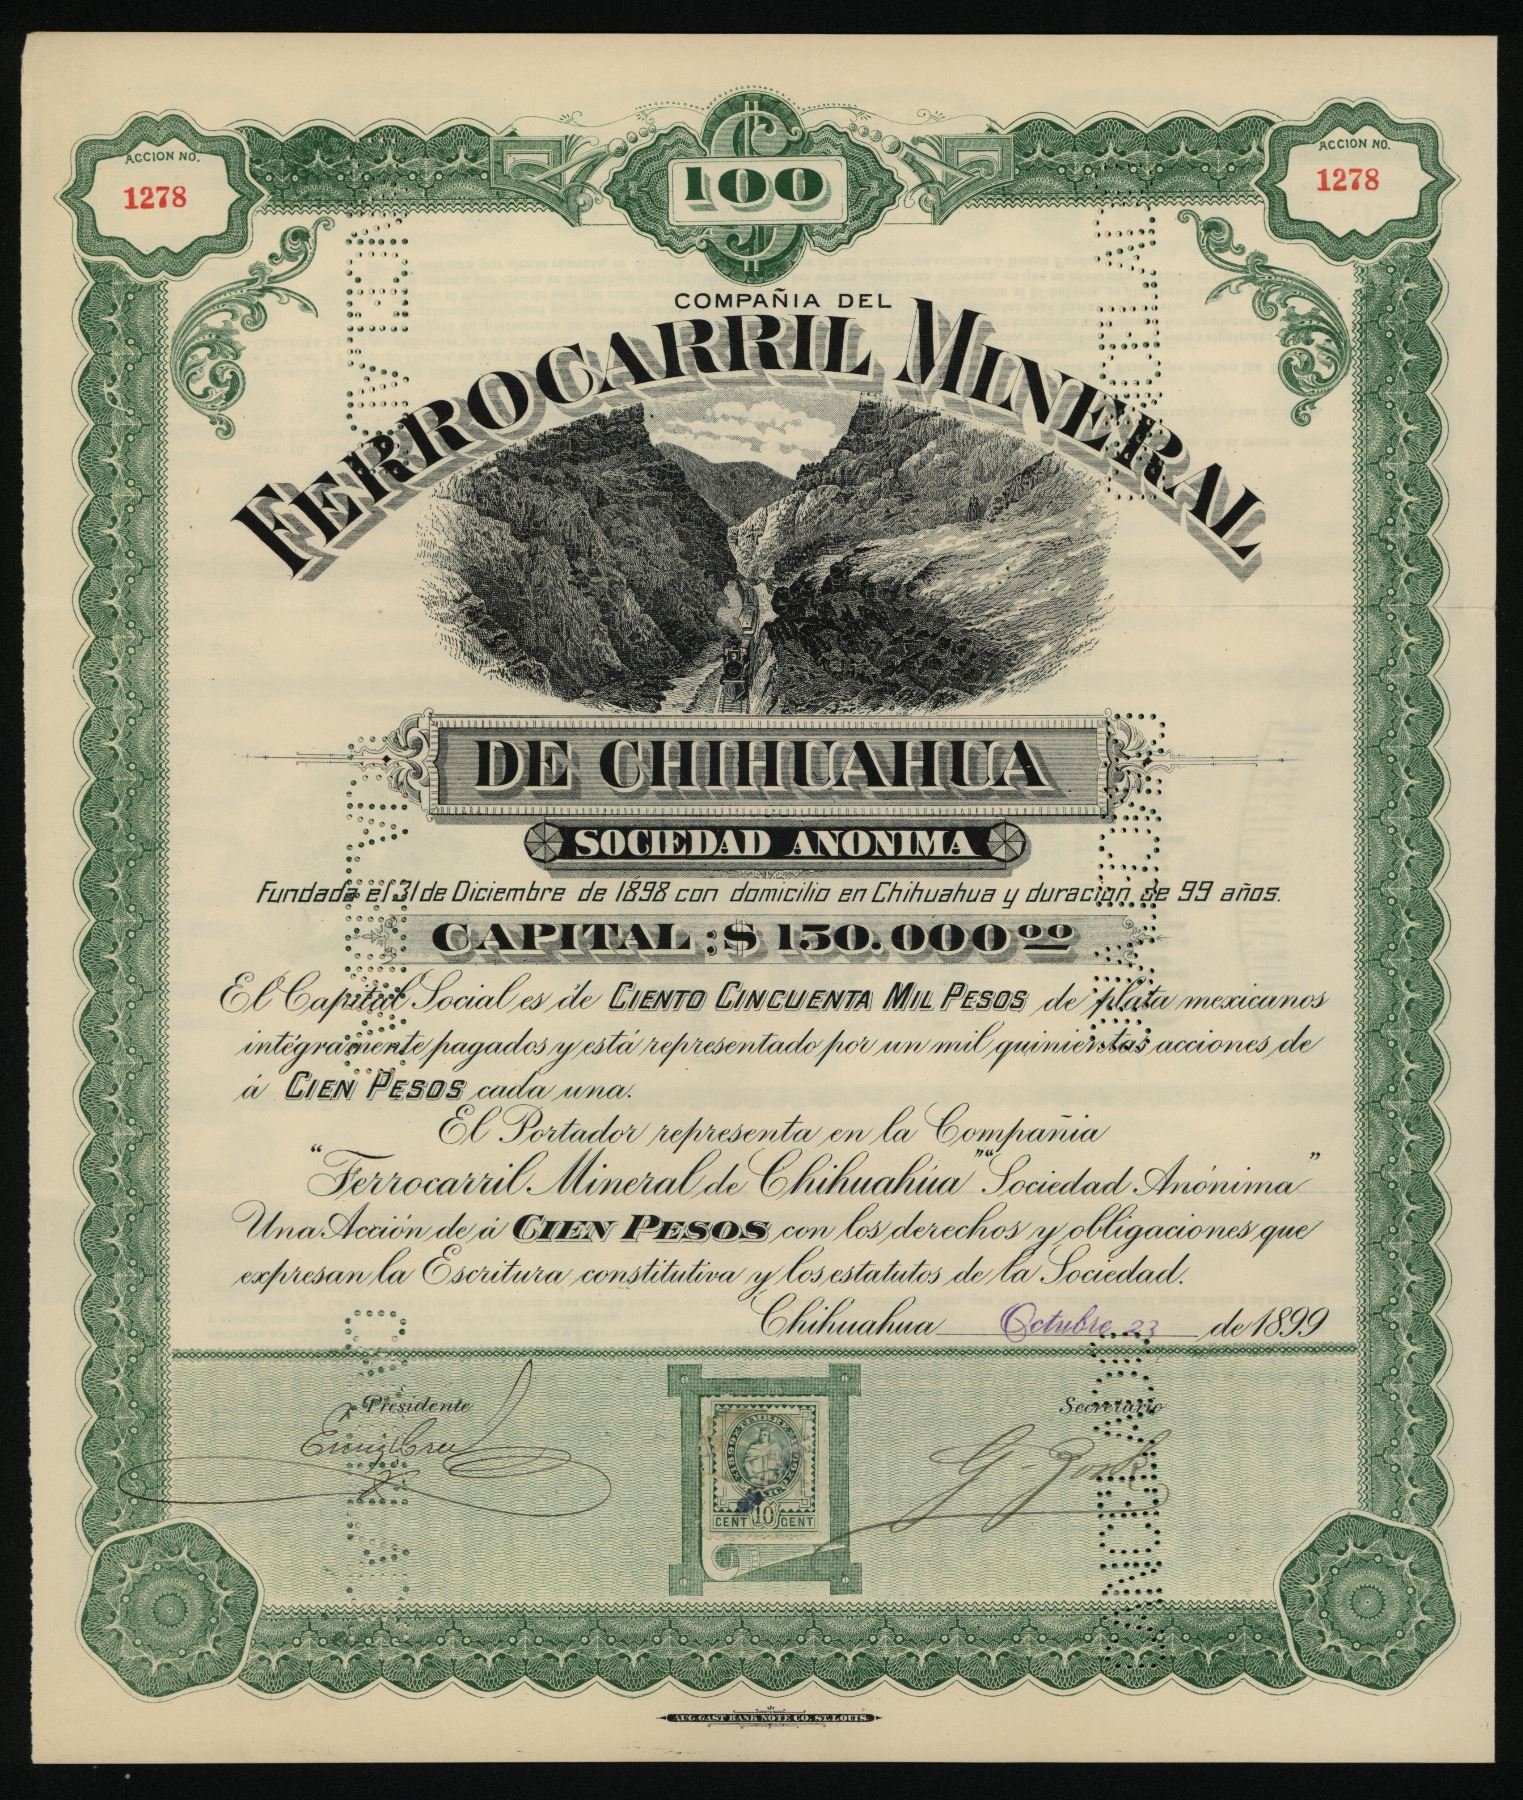 ACCION NO.
1278
$
100
ACCION NO.
1278
COMPAÑIA DEL
FERROCARRIL MINERAL
DE CHIHUAHUA
SOCIEDAD ANONIMA
Fundada el 31 de Diciembre de 1898 con domicilio en Chihuahua y duracion de 99 años.
CAPITAL: $ 150.000 00
El Capital Social es de CIENTO CINCUENTA MIL PESOS de plata mexicanos
integramente pagados y está representado por un mil quinientas acciones de
á CIEN PESOS cada una.
El Portador representa en la Compañia
"Ferrocarril Mineral de Chihuahúa" "Sociedad Anónima"
Una Acción de á CIEN PESOS con los derechos y obligaciones que
expresan la Escritura constitutiva y los estatutos de la Sociedad.
Chihuahua Octubre 23 de 1899
Presidente
Secretario
CENT 10 CENT
AUG. GAST BANK NOTE CO. ST. LOUIS